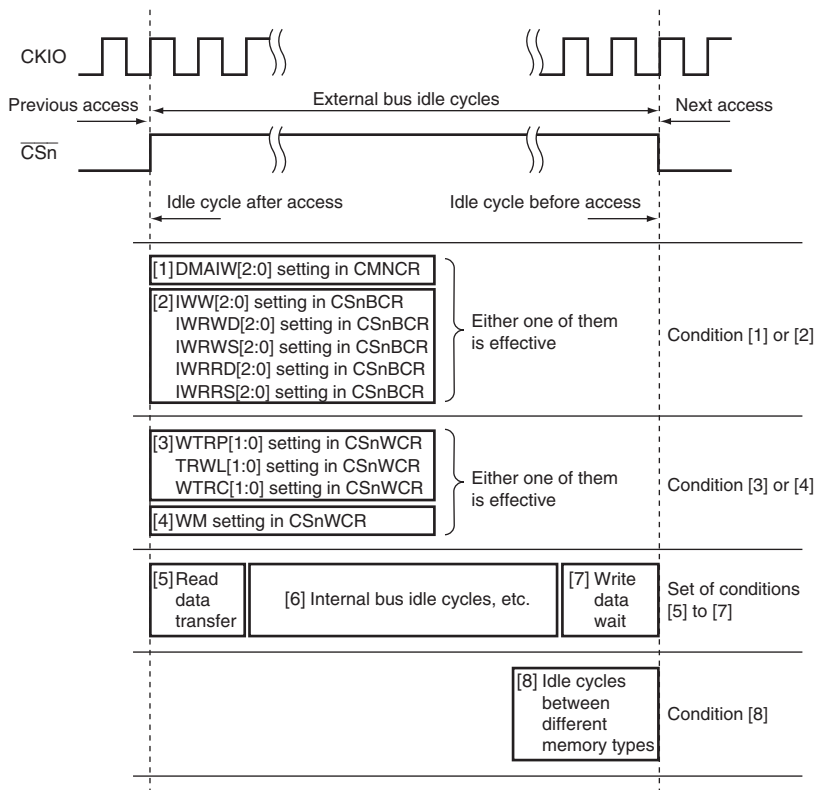 CKIO
External bus idle cycles
Previous access
Next access
CSn
Idle cycle after access
Idle cycle before access
[1] DMAIW[2:0] setting in CMNCR
[2] IWW[2:0] setting in CSnBCR
IWRWD[2:0] setting in CSnBCR
IWRWS[2:0] setting in CSnBCR
IWRRD[2:0] setting in CSnBCR
IWRRS[2:0] setting in CSnBCR
Either one of them
is effective
Condition [1] or [2]
[3] WTRP[1:0] setting in CSnWCR
TRWL[1:0] setting in CSnWCR
WTRC[1:0] setting in CSnWCR
[4] WM setting in CSnWCR
Either one of them
is effective
Condition [3] or [4]
[5] Read
data
transfer
[6] Internal bus idle cycles, etc.
[7] Write
data
wait
Set of conditions
[5] to [7]
[8] Idle cycles
between
different
memory types
Condition [8]